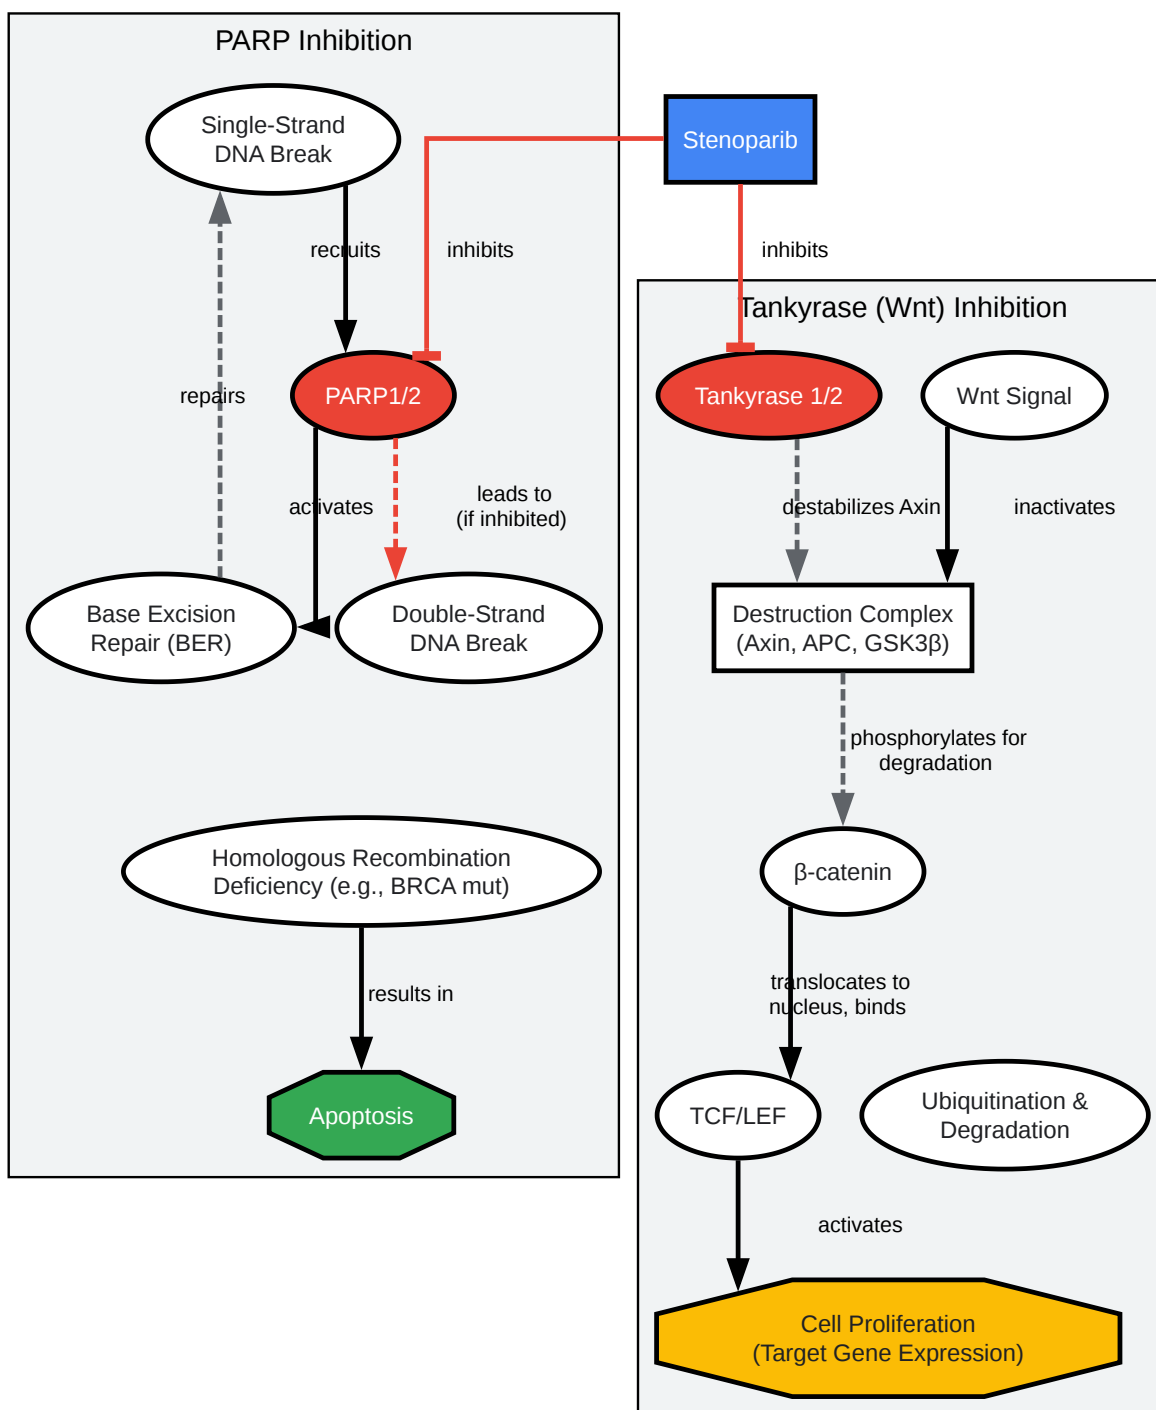 PARP Inhibition
Single-Strand
DNA Break
Stenoparib
recruits
inhibits
inhibits
Tankyrase (Wnt) Inhibition
repairs
PARP1/2
Tankyrase 1/2
Wnt Signal
activates
leads to
(if inhibited)
destabilizes Axin
inactivates
Base Excision
Repair (BER)
Double-Strand
DNA Break
Destruction Complex
(Axin, APC, GSK3β)
phosphorylates for
degradation
Homologous Recombination
Deficiency (e.g., BRCA mut)
β-catenin
results in
translocates to
nucleus, binds
Apoptosis
TCF/LEF
Ubiquitination &
Degradation
activates
Cell Proliferation
(Target Gene Expression)